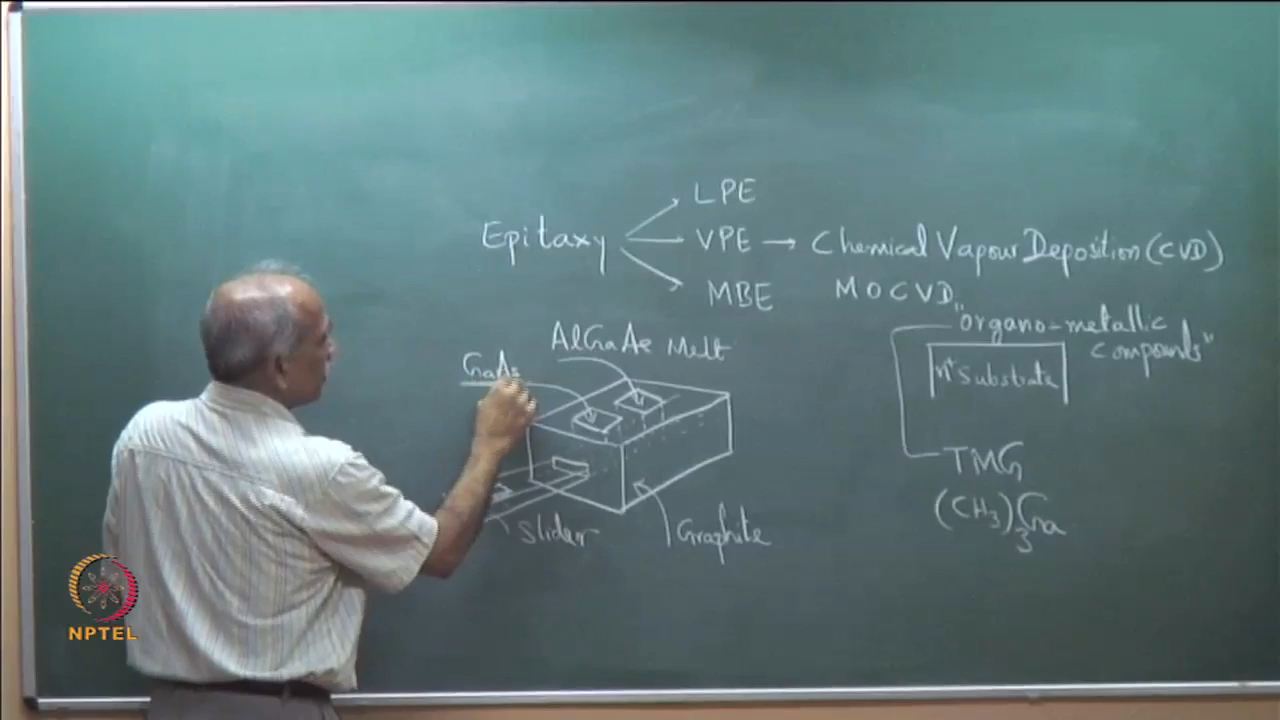 LPE
Epitaxy VPE → Chemical Vapour Deposition (CVD)
MBE MOCVD
"organo-metallic
compounds"
AlGaAs Melt
GaAs
n+ Substrate
TMG
(CH3)3Ga
Slider
Graphite
NPTEL